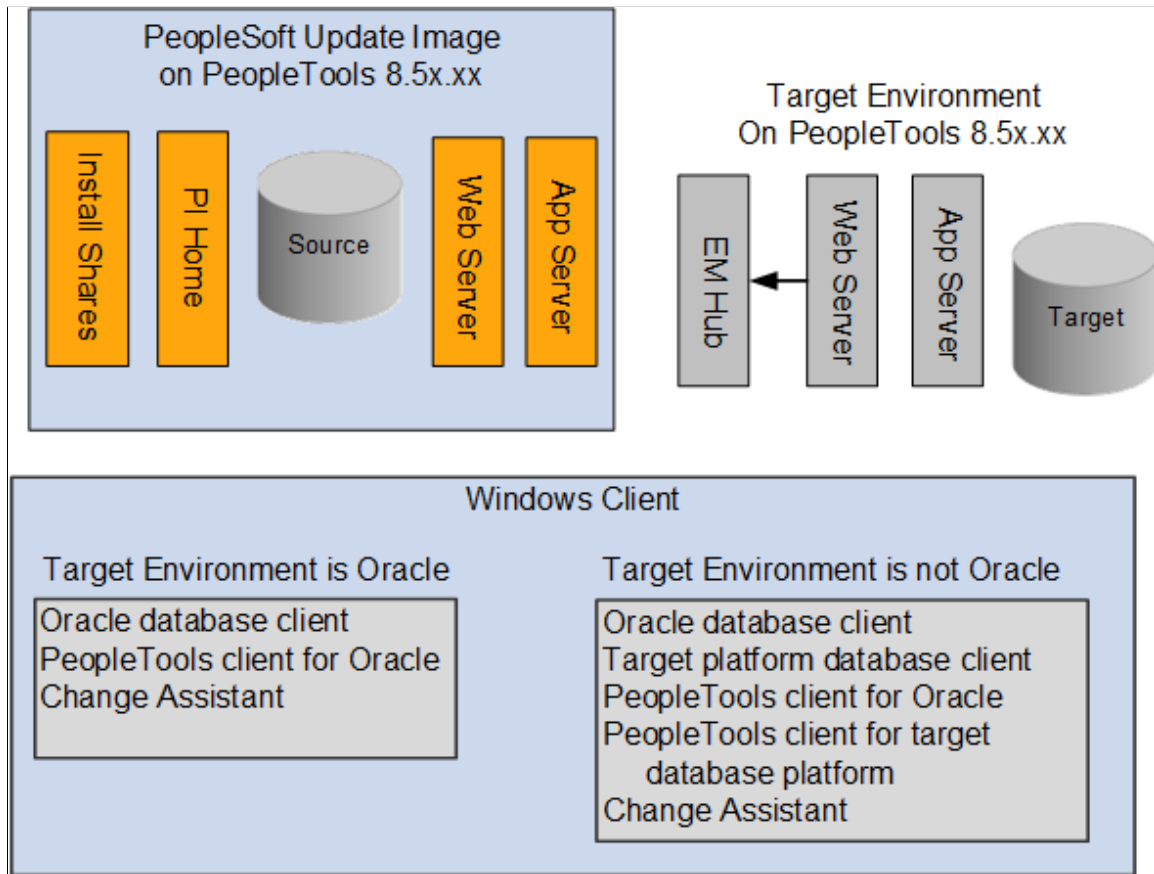 PeopleSoft Update Image
on PeopleTools 8.5x.xx
Install Shares
PI Home
Source
Web Server
App Server
Target Environment
On PeopleTools 8.5x.xx
EM Hub
Web Server
App Server
Target
Windows Client
Target Environment is Oracle
Oracle database client
PeopleTools client for Oracle
Change Assistant
Target Environment is not Oracle
Oracle database client
Target platform database client
PeopleTools client for Oracle
PeopleTools client for target
database platform
Change Assistant